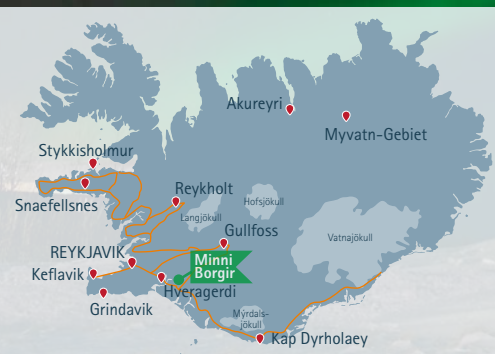 Akureyri
Myvatn-Gebiet
Stykkisholmur
Reykholt
Hofsjökull
Snaefellsnes
Langjökull
Gullfoss
Vatnajökull
REYKJAVIK
Minni
Borgir
Keflavik
Hveragerdi
Grindavik
Mýrdals-
jökull
Kap Dyrholaey